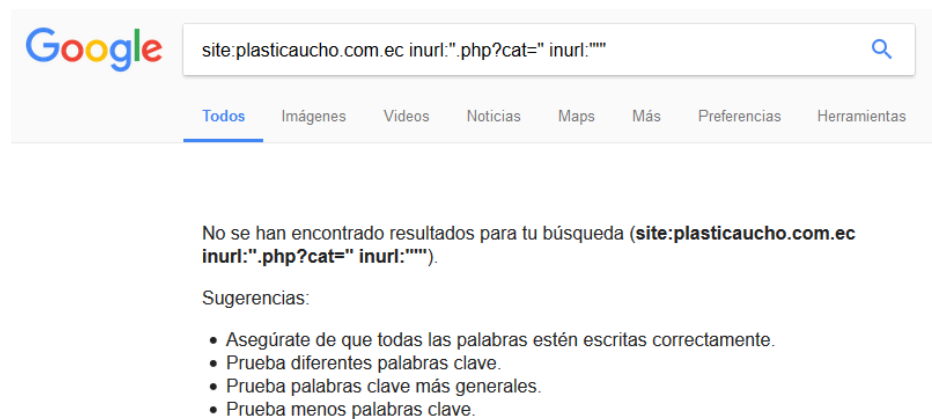 Google
site:plasticaucho.com.ec inurl:".php?cat=" inurl:"'"
Todos Imágenes Videos Noticias Maps Más Preferencias Herramientas
No se han encontrado resultados para tu búsqueda (site:plasticaucho.com.ec
inurl:".php?cat=" inurl:"'").
Sugerencias:
• Asegúrate de que todas las palabras estén escritas correctamente.
• Prueba diferentes palabras clave.
• Prueba palabras clave más generales.
• Prueba menos palabras clave.